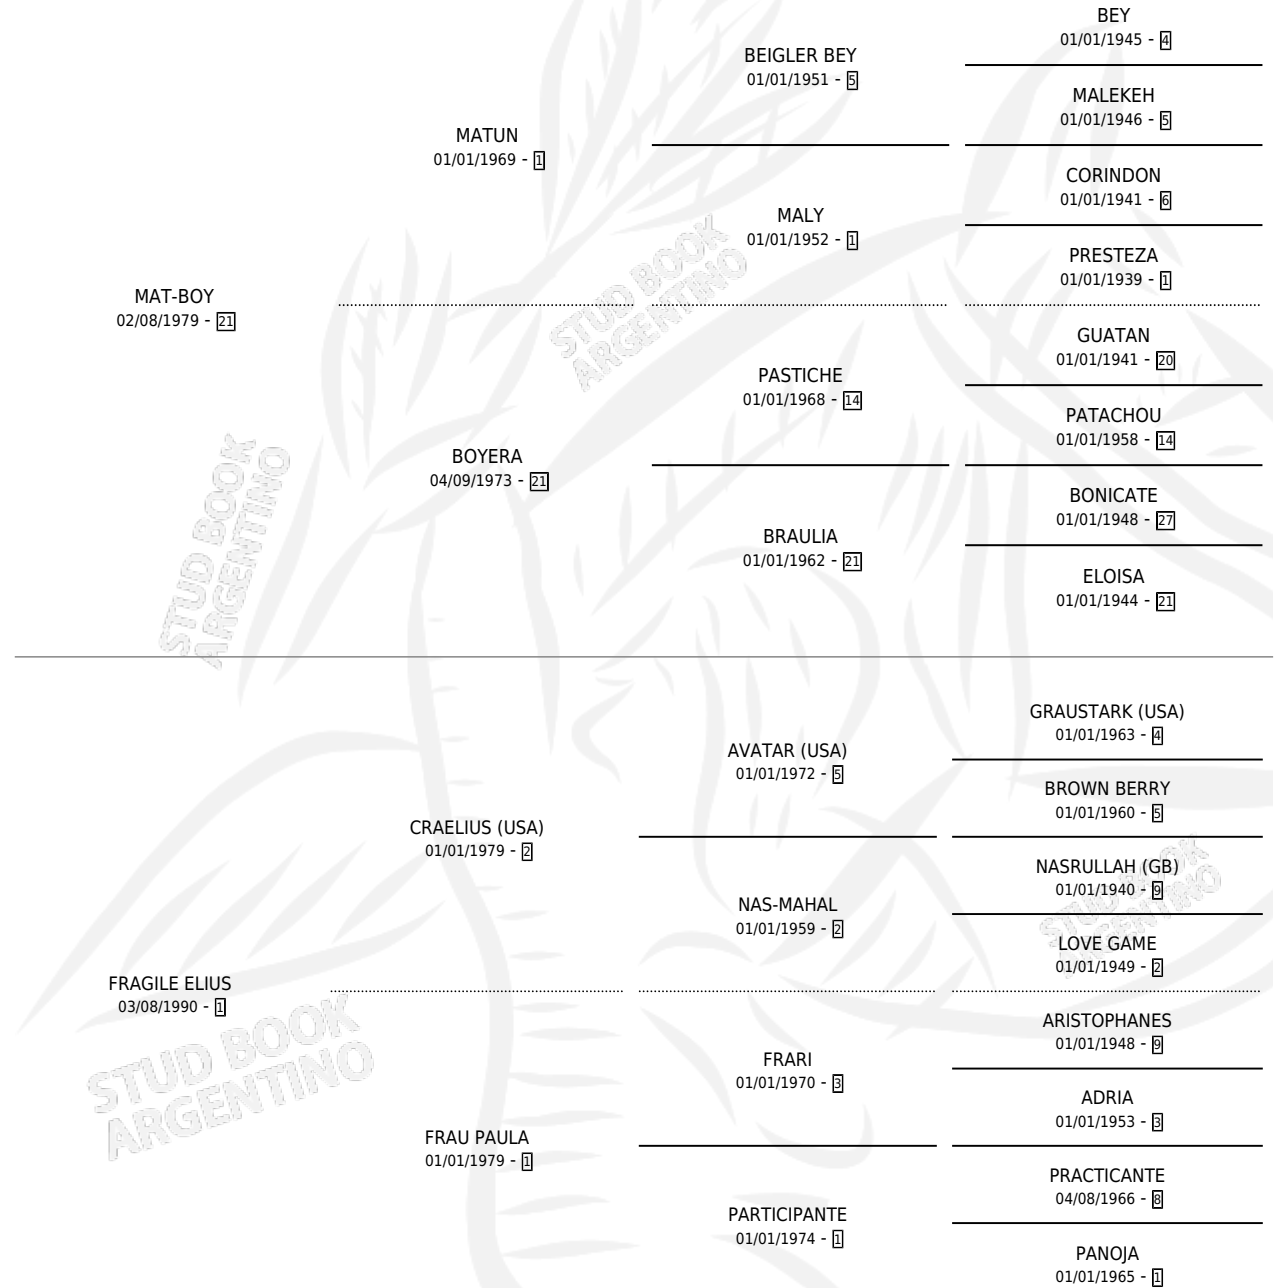 BEY
01/01/1945 - 4
BEIGLER BEY
01/01/1951 - 5
MALEKEH
01/01/1946 - 5
MATUN
01/01/1969 - 1
CORINDON
01/01/1941 - 6
MALY
01/01/1952 - 1
PRESTEZA
01/01/1939 - 1
MAT-BOY
02/08/1979 - 21
GUATAN
01/01/1941 - 20
PASTICHE
01/01/1968 - 14
PATACHOU
01/01/1958 - 14
BOYERA
04/09/1973 - 21
BONICATE
01/01/1948 - 27
BRAULIA
01/01/1962 - 21
ELOISA
01/01/1944 - 21
STUD BOOK
ARGENTINO
STUD BOOK
ARGENTINO
GRAUSTARK (USA)
01/01/1963 - 4
AVATAR (USA)
01/01/1972 - 5
BROWN BERRY
01/01/1960 - 5
CRAELIUS (USA)
01/01/1979 - 2
NASRULLAH (GB)
01/01/1940 - 9
NAS-MAHAL
01/01/1959 - 2
LOVE GAME
01/01/1949 - 2
FRAGILE ELIUS
03/08/1990 - 1
ARISTOPHANES
01/01/1948 - 9
FRARI
01/01/1970 - 3
ADRIA
01/01/1953 - 3
FRAU PAULA
01/01/1979 - 1
PRACTICANTE
04/08/1966 - 8
PARTICIPANTE
01/01/1974 - 1
PANOJA
01/01/1965 - 1
STUD BOOK
ARGENTINO
STUD BOOK
ARGENTINO